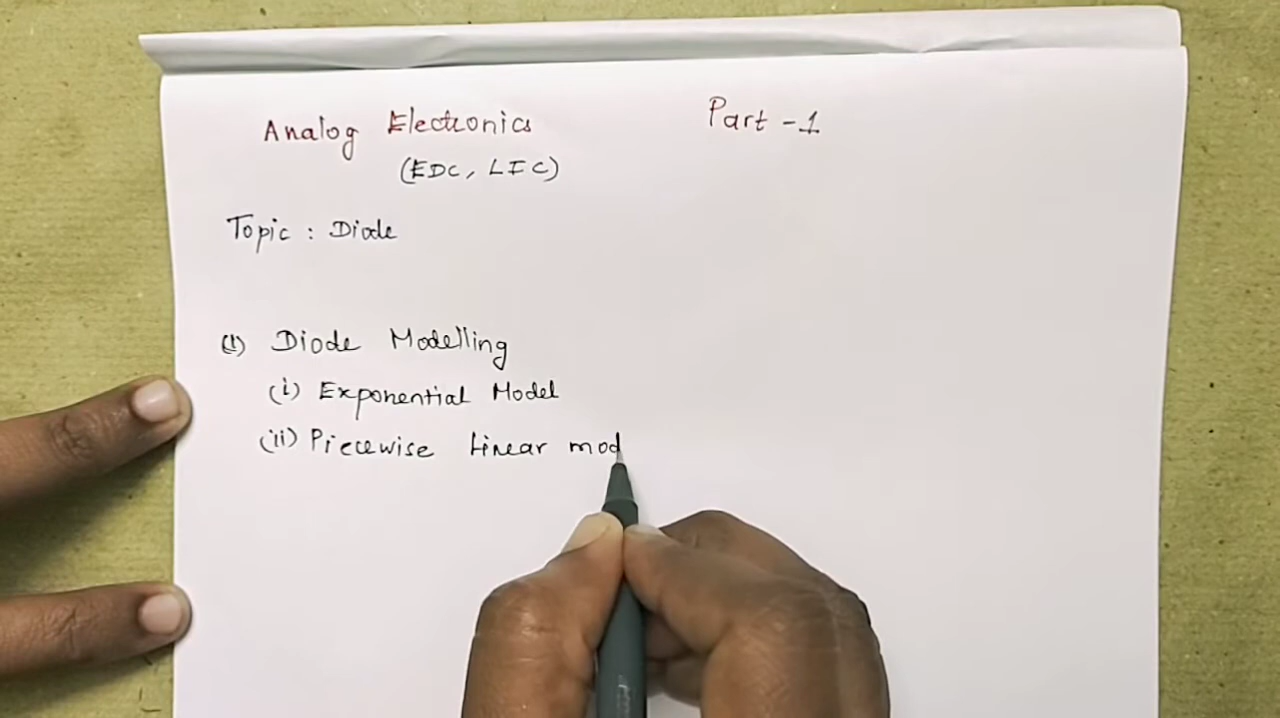 Analog Electronics Part -1
(EDC, LIC)
Topic : Diode
(1) Diode Modelling
(i) Exponential Model
(ii) Piecewise Linear mod